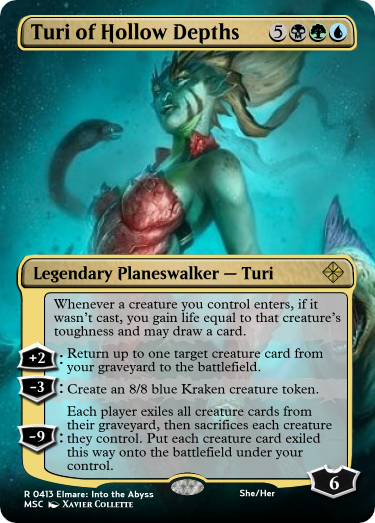 Turi of Hollow Depths 5
Legendary Planeswalker — Turi
Whenever a creature you control enters, if it
wasn't cast, you gain life equal to that creature's
toughness and may draw a card.
+2: Return up to one target creature card from
your graveyard to the battlefield.
-3: Create an 8/8 blue Kraken creature token.
Each player exiles all creature cards from
their graveyard, then sacrifices each creature
-9: they control. Put each creature card exiled
this way onto the battlefield under your
control.
6
R 0413 Elmare: Into the Abyss She/Her
MSC XAVIER COLLETTE